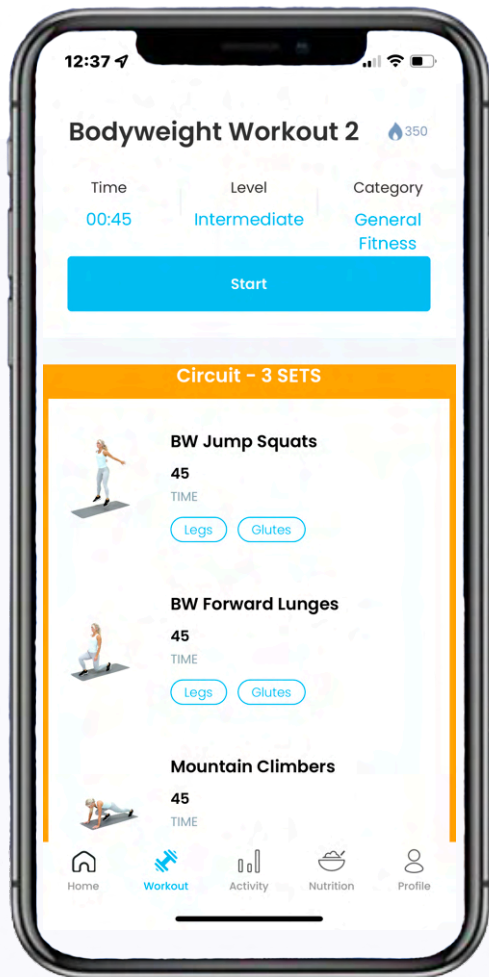 12:37
Bodyweight Workout 2
350
Time
Level
Category
00:45
Intermediate
General
Fitness
Start
Circuit - 3 SETS
BW Jump Squats
45
TIME
Legs
Glutes
BW Forward Lunges
45
TIME
Legs
Glutes
Mountain Climbers
45
TIME
Home
Workout
Activity
Nutrition
Profile